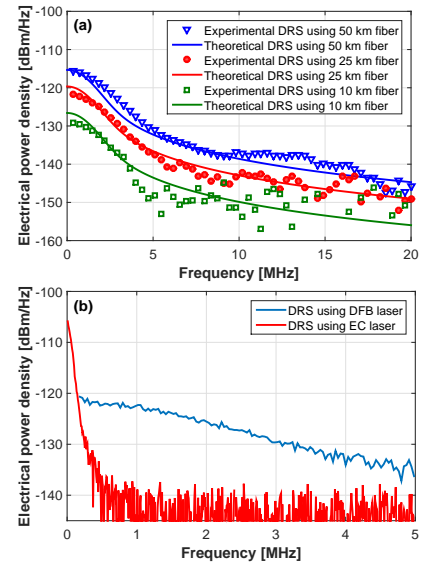 (a)
Experimental DRS using 50 km fiber
Theoretical DRS using 50 km fiber
Experimental DRS using 25 km fiber
Theoretical DRS using 25 km fiber
Experimental DRS using 10 km fiber
Theoretical DRS using 10 km fiber
Electrical power density [dBm/Hz]
-100
-110
-120
-130
-140
-150
-160
0 5 10 15 20
Frequency [MHz]
(b)
DRS using DFB laser
DRS using EC laser
Electrical power density [dBm/Hz]
-100
-110
-120
-130
-140
0 1 2 3 4 5
Frequency [MHz]